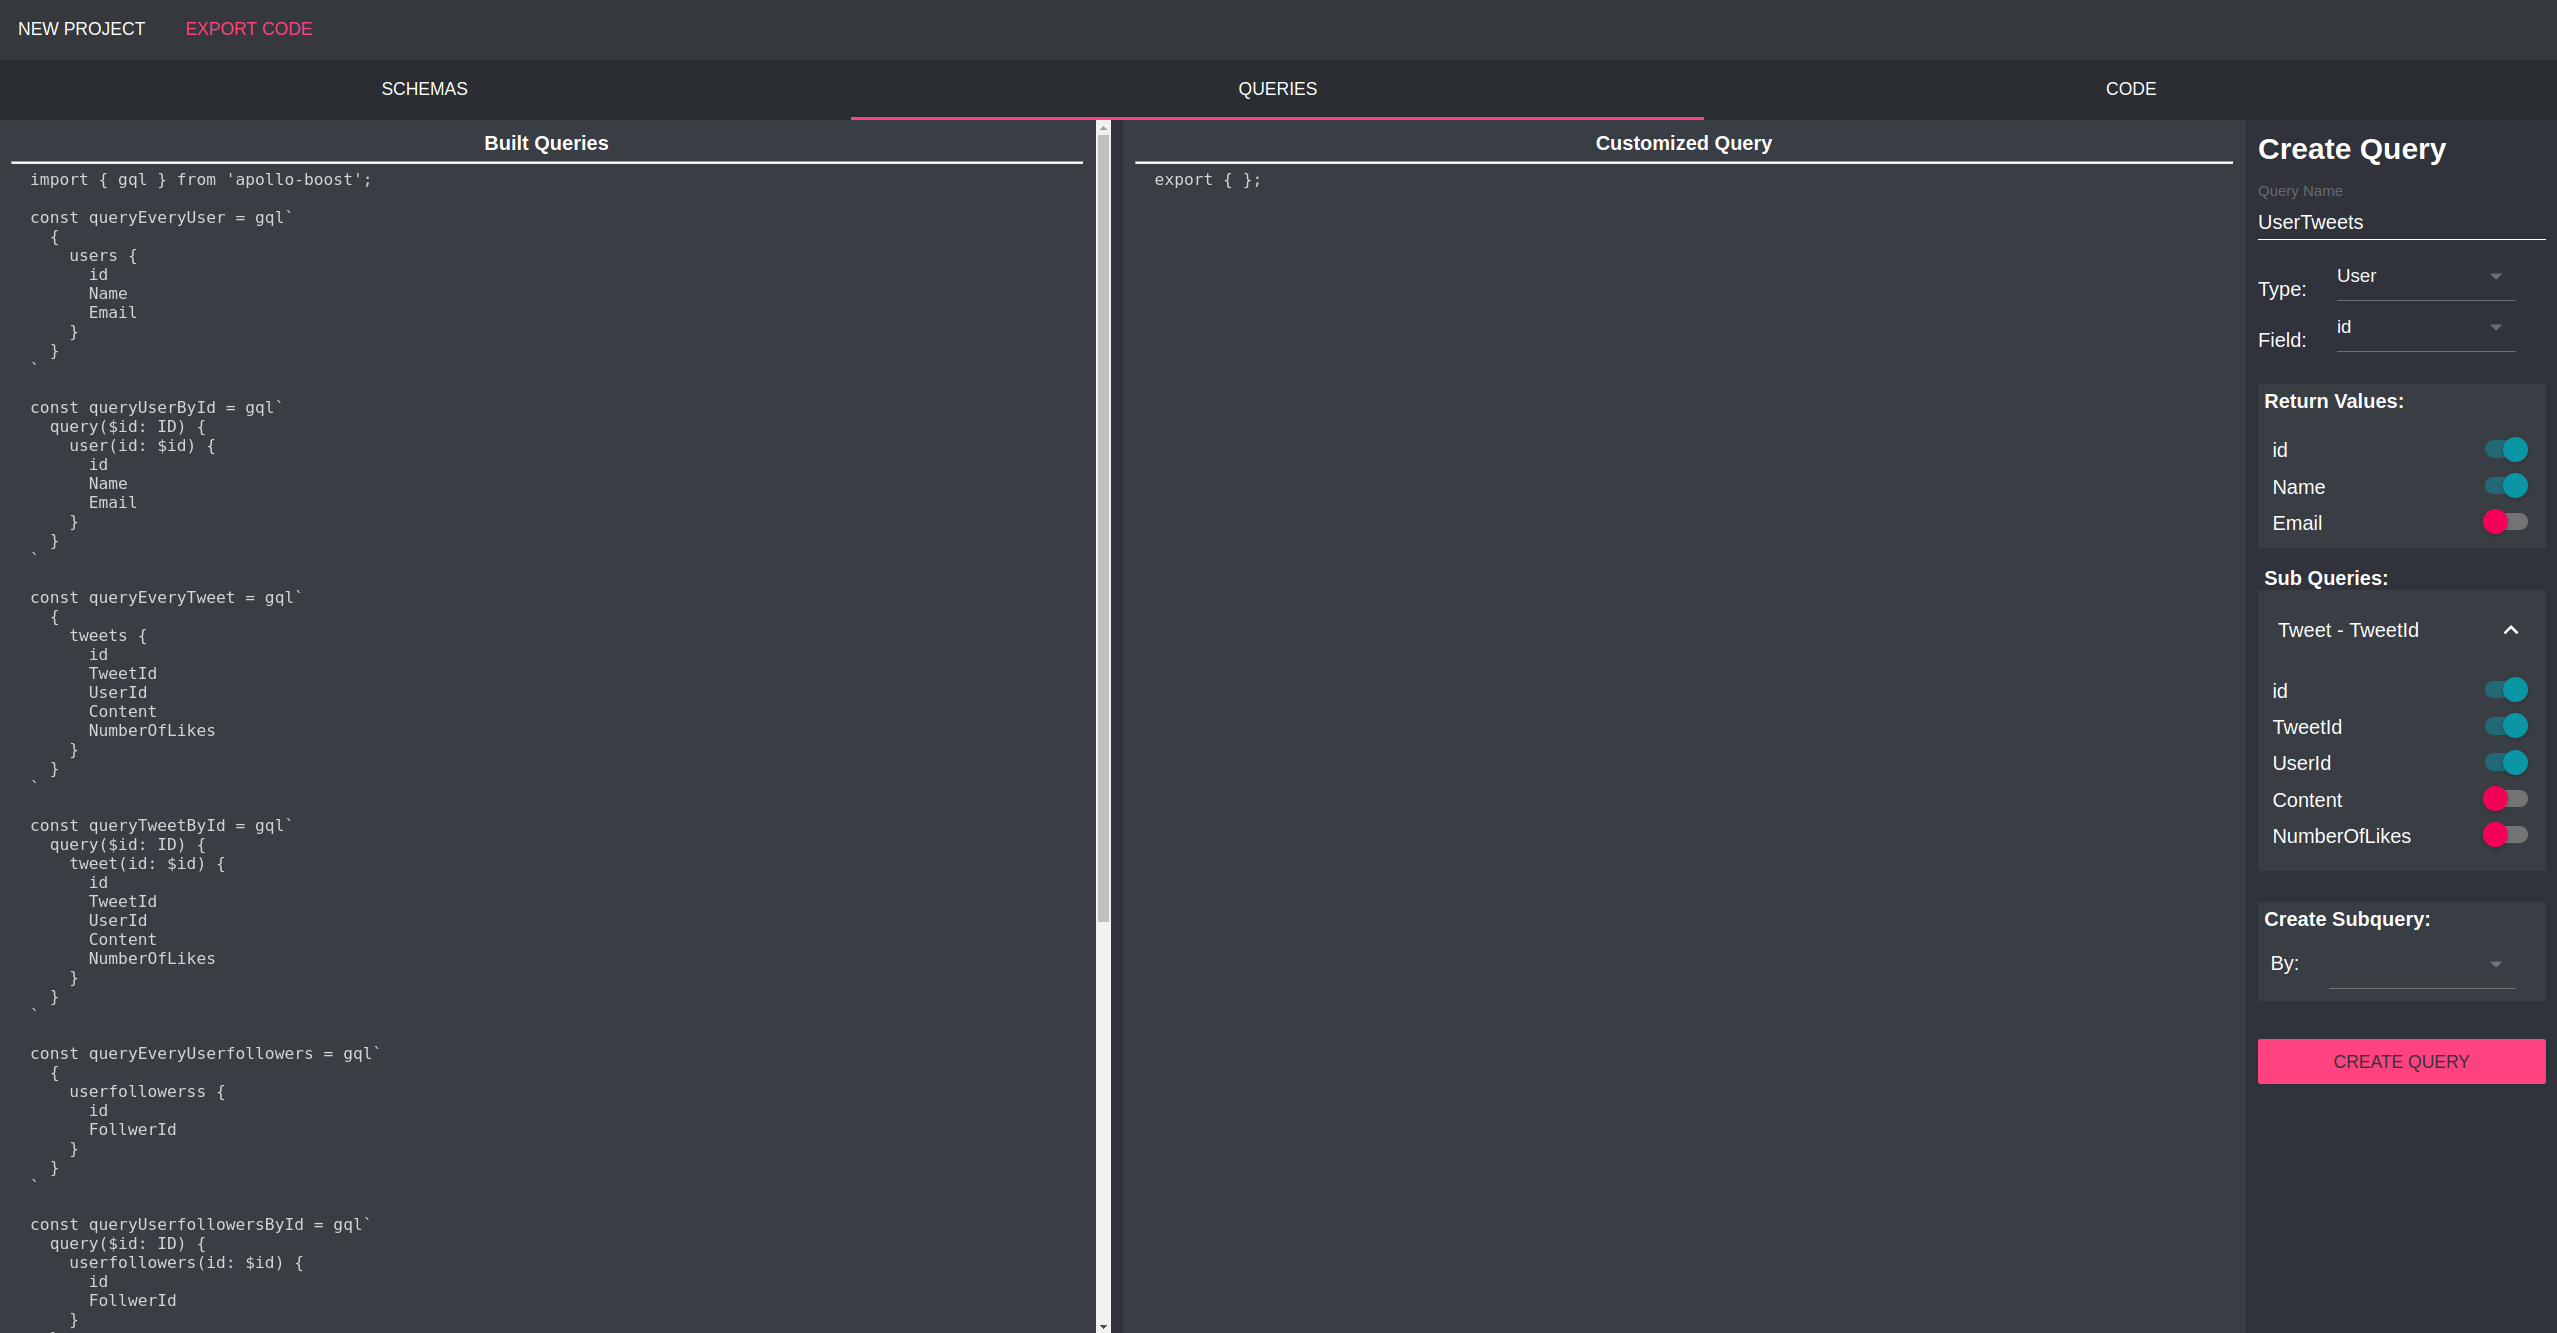 NEW PROJECT EXPORT CODE
SCHEMAS QUERIES CODE
Built Queries
import { gql } from 'apollo-boost';
const queryEveryUser = gql`
{
users {
id
Name
Email
}
}
`
const queryUserById = gql`
query($id: ID) {
user(id: $id) {
id
Name
Email
}
}
`
const queryEveryTweet = gql`
{
tweets {
id
TweetId
UserId
Content
NumberOfLikes
}
}
`
const queryTweetById = gql`
query($id: ID) {
tweet(id: $id) {
id
TweetId
UserId
Content
NumberOfLikes
}
}
`
const queryEveryUserfollowers = gql`
{
userfollowerss {
id
FollwerId
}
}
`
const queryUserfollowersById = gql`
query($id: ID) {
userfollowers(id: $id) {
id
FollwerId
}
Customized Query
export { };
Create Query
Query Name
UserTweets
Type: User
Field: id
Return Values:
id
Name
Email
Sub Queries:
Tweet - TweetId
id
TweetId
UserId
Content
NumberOfLikes
Create Subquery:
By:
CREATE QUERY